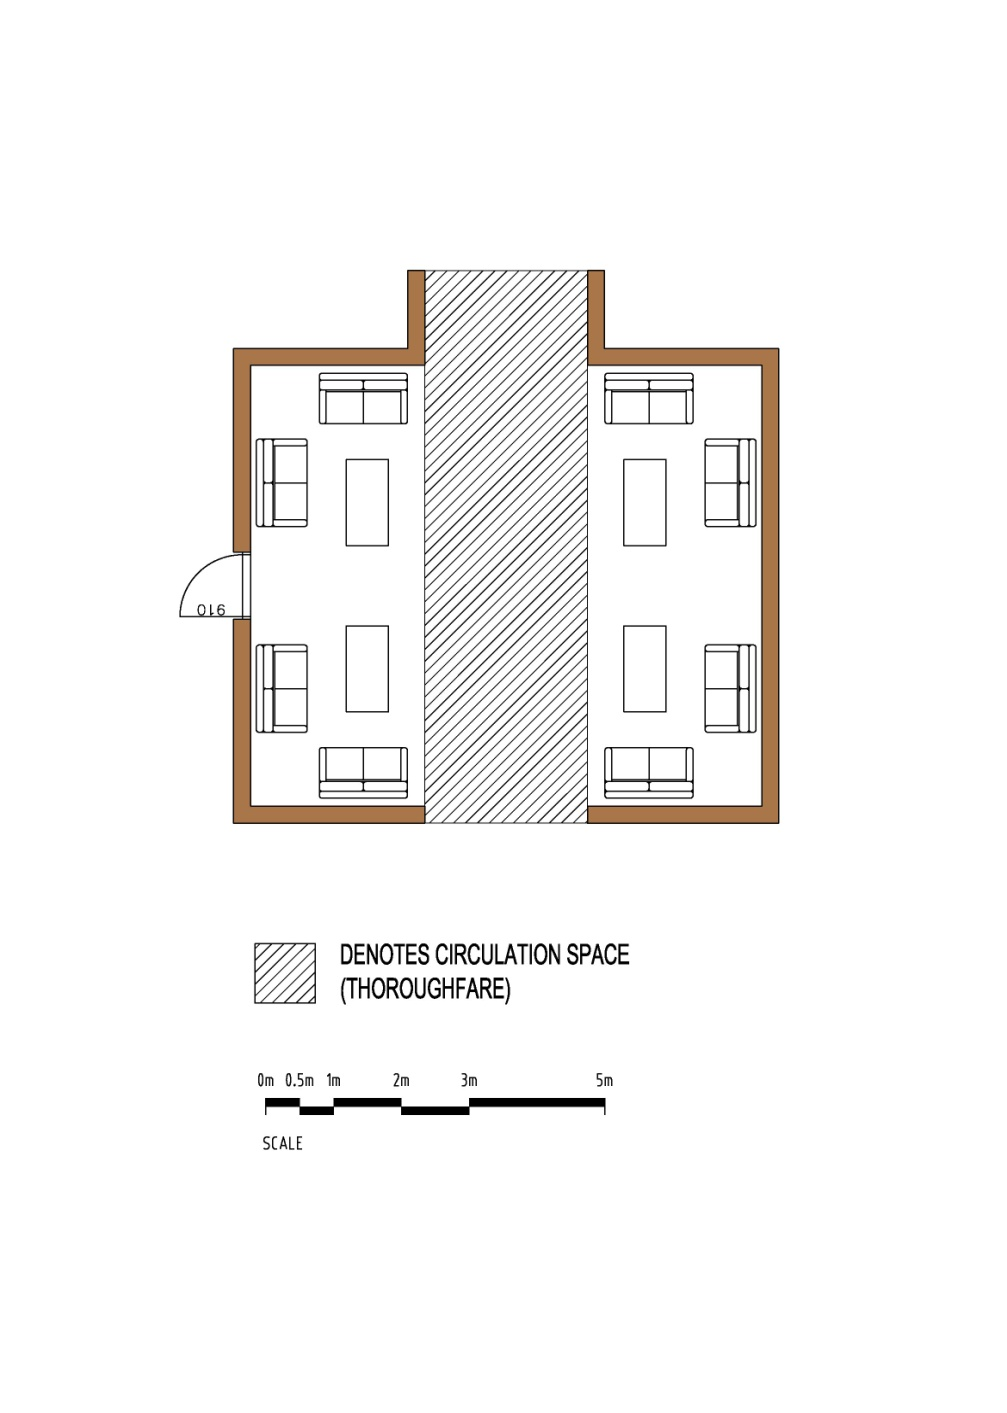 910
DENOTES CIRCULATION SPACE
(THOROUGHFARE)
0m 0.5m 1m 2m 3m 5m
SCALE